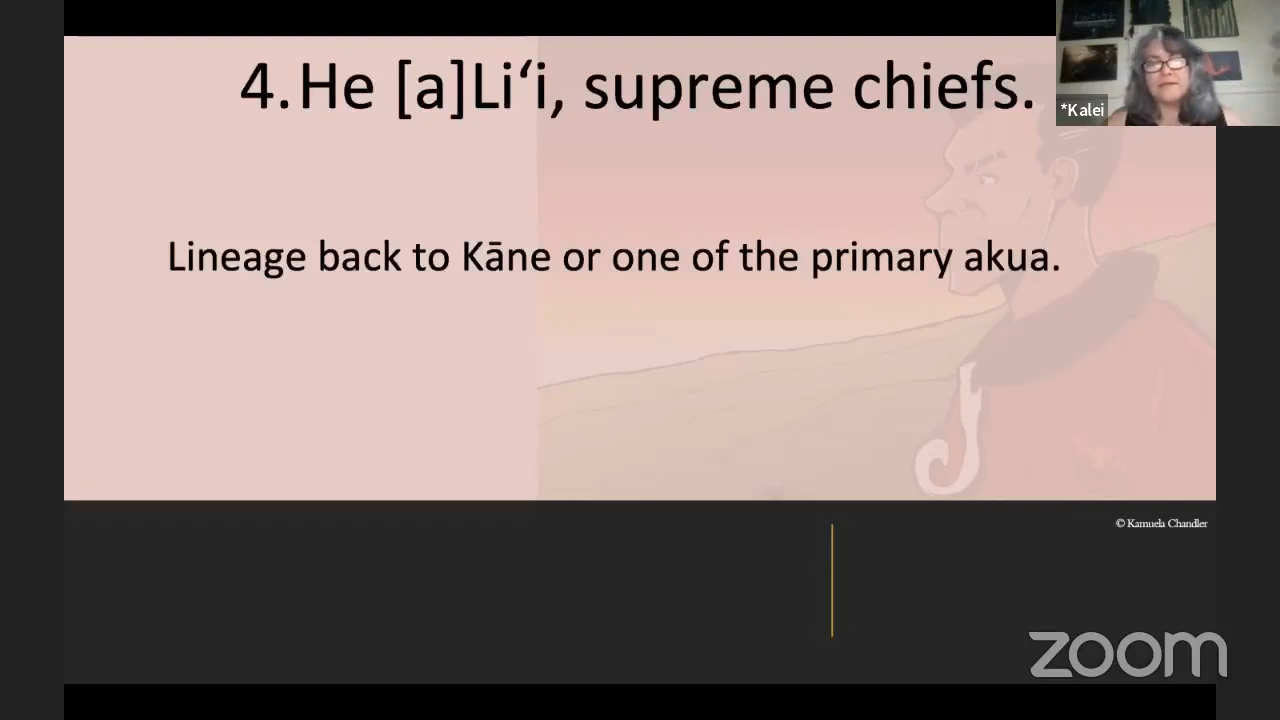 4. He [a]Liʻi, supreme chiefs.
*Kalei
Lineage back to Kāne or one of the primary akua.
© Kamuela Chandler
zoom